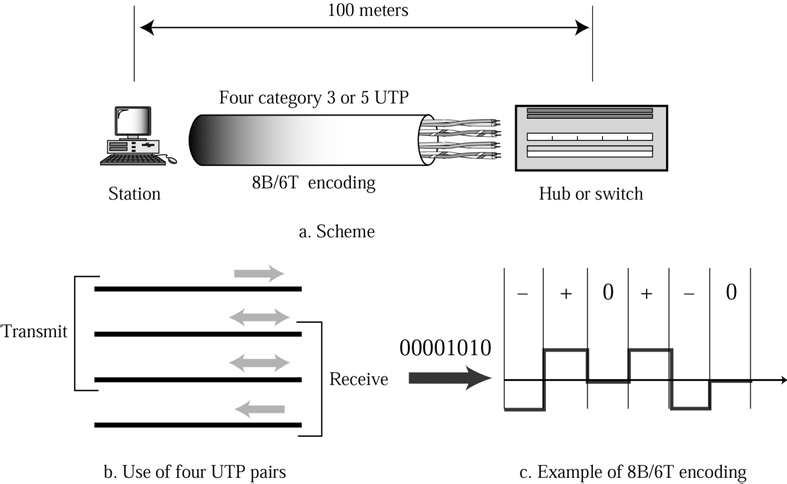 100 meters
Four category 3 or 5 UTP
8B/6T encoding
Station
Hub or switch
a. Scheme
Transmit
Receive
b. Use of four UTP pairs
– + 0 + – 0
00001010
c. Example of 8B/6T encoding